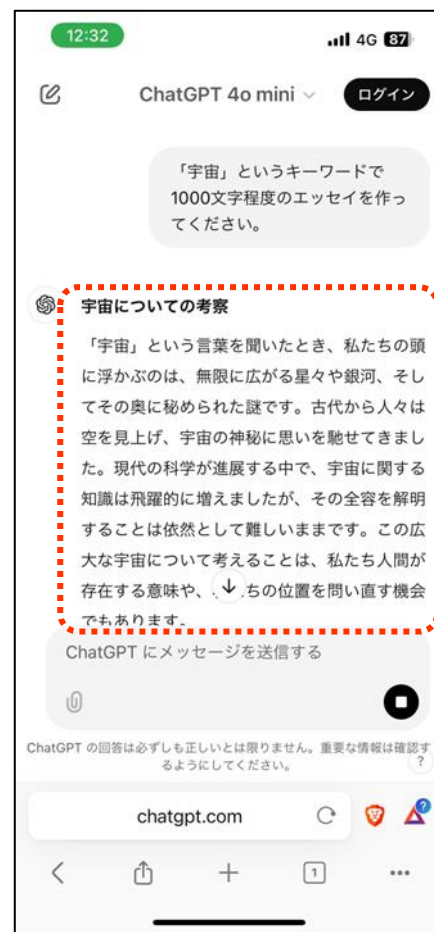 12:32
4G 87
ChatGPT 4o mini
ログイン
「宇宙」というキーワードで
1000文字程度のエッセイを作っ
てください。
宇宙についての考察
「宇宙」という言葉を聞いたとき、私たちの頭
に浮かぶのは、無限に広がる星々や銀河、そし
てその奥に秘められた謎です。古代から人々は
空を見上げ、宇宙の神秘に思いを馳せてきまし
た。現代の科学が進展する中で、宇宙に関する
知識は飛躍的に増えましたが、その全容を解明
することは依然として難しいままです。この広
大な宇宙について考えることは、私たち人間が
存在する意味や、ちの位置を問い直す機会
でもあります。
ChatGPT にメッセージを送信する
ChatGPT の回答は必ずしも正しいとは限りません。重要な情報は確認す
るようにしてください。
?
chatgpt.com
?
1